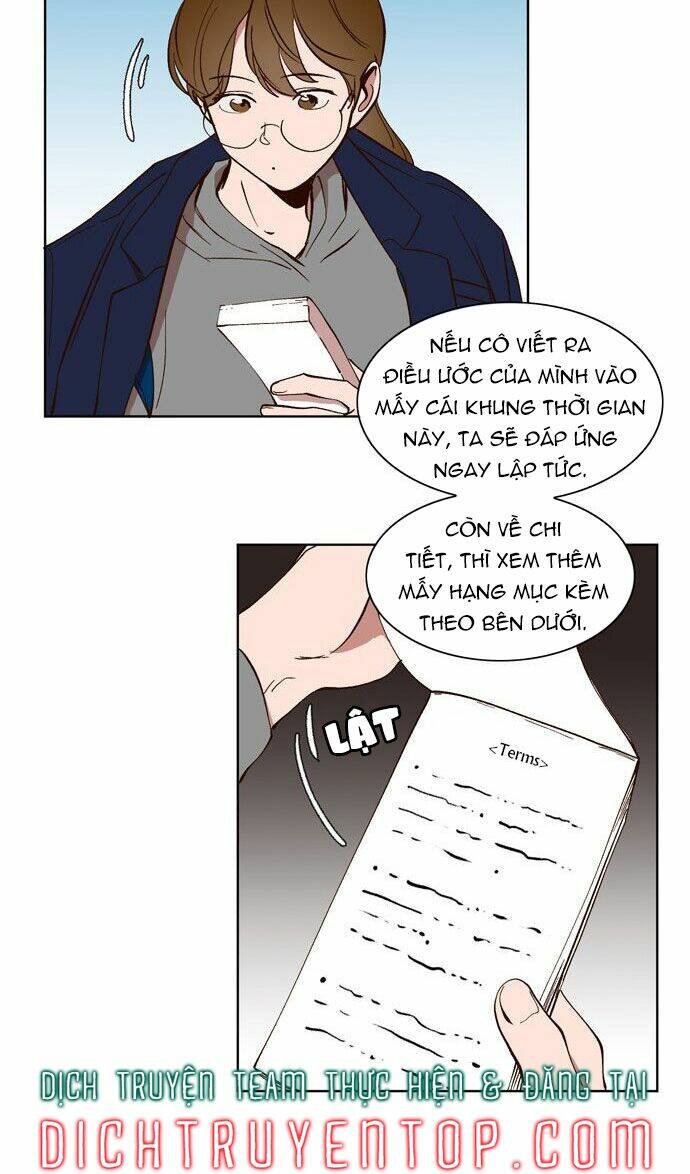 NẾU CÔ VIẾT RA
ĐIỀU ƯỚC CỦA MÌNH VÀO
MẤY CÁI KHUNG THỜI GIAN
NÀY, TA SẼ ĐÁP ỨNG
NGAY LẬP TỨC.
CÒN VỀ CHI
TIẾT, THÌ XEM THÊM
MẤY HẠNG MỤC KÈM
THEO BÊN DƯỚI.
LẬT
<Terms>
DỊCH TRUYỆN TEAM THỰC HIỆN & ĐĂNG TẠI
DICHTRUYENTOP.COM